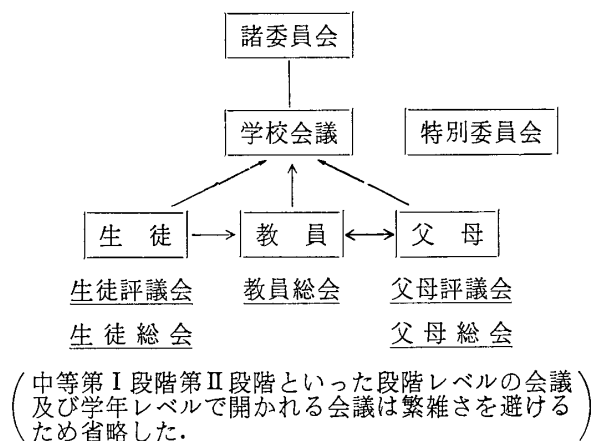 諸委員会
学校会議 特別委員会
生徒 教員 父母
生徒評議会 教員総会 父母評議会
生徒総会 父母総会
中等第Ⅰ段階第Ⅱ段階といった段階レベルの会議
及び学年レベルで開かれる会議は繁雑さを避ける
ため省略した.